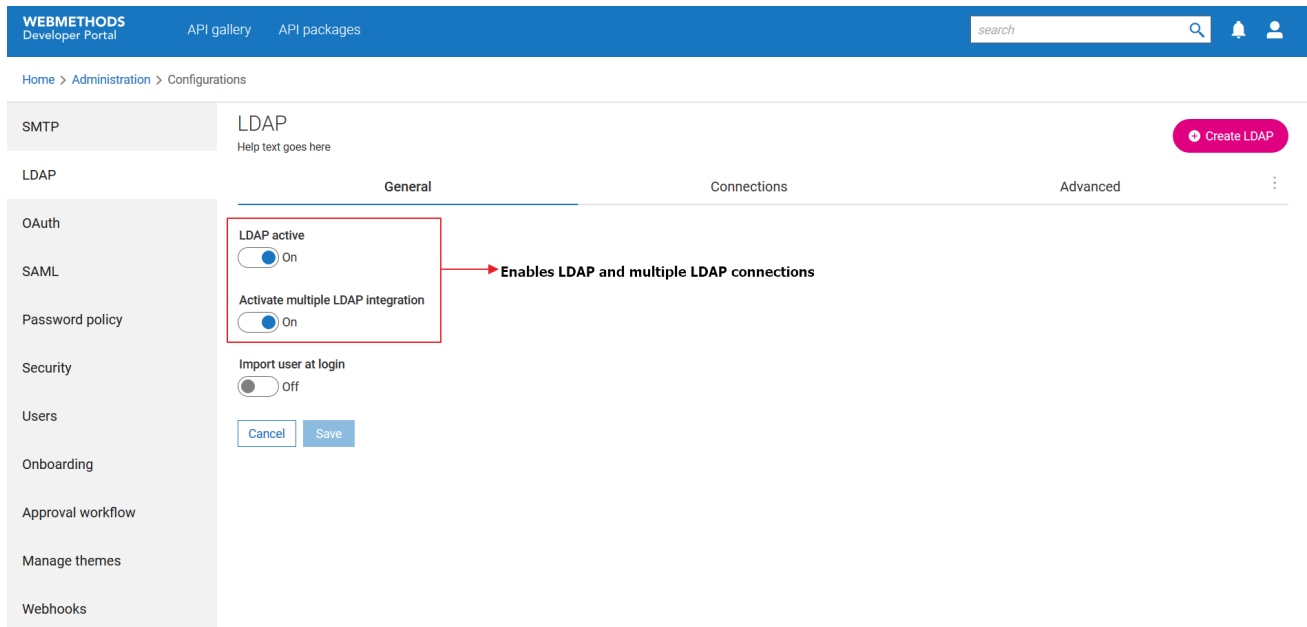 WEBMETHODS
Developer Portal
API gallery
API packages
search
Home > Administration > Configurations
SMTP
LDAP
OAuth
SAML
Password policy
Security
Users
Onboarding
Approval workflow
Manage themes
Webhooks
LDAP
Help text goes here
Create LDAP
General
Connections
Advanced
LDAP active
On
Enables LDAP and multiple LDAP connections
Activate multiple LDAP integration
On
Import user at login
Off
Cancel
Save